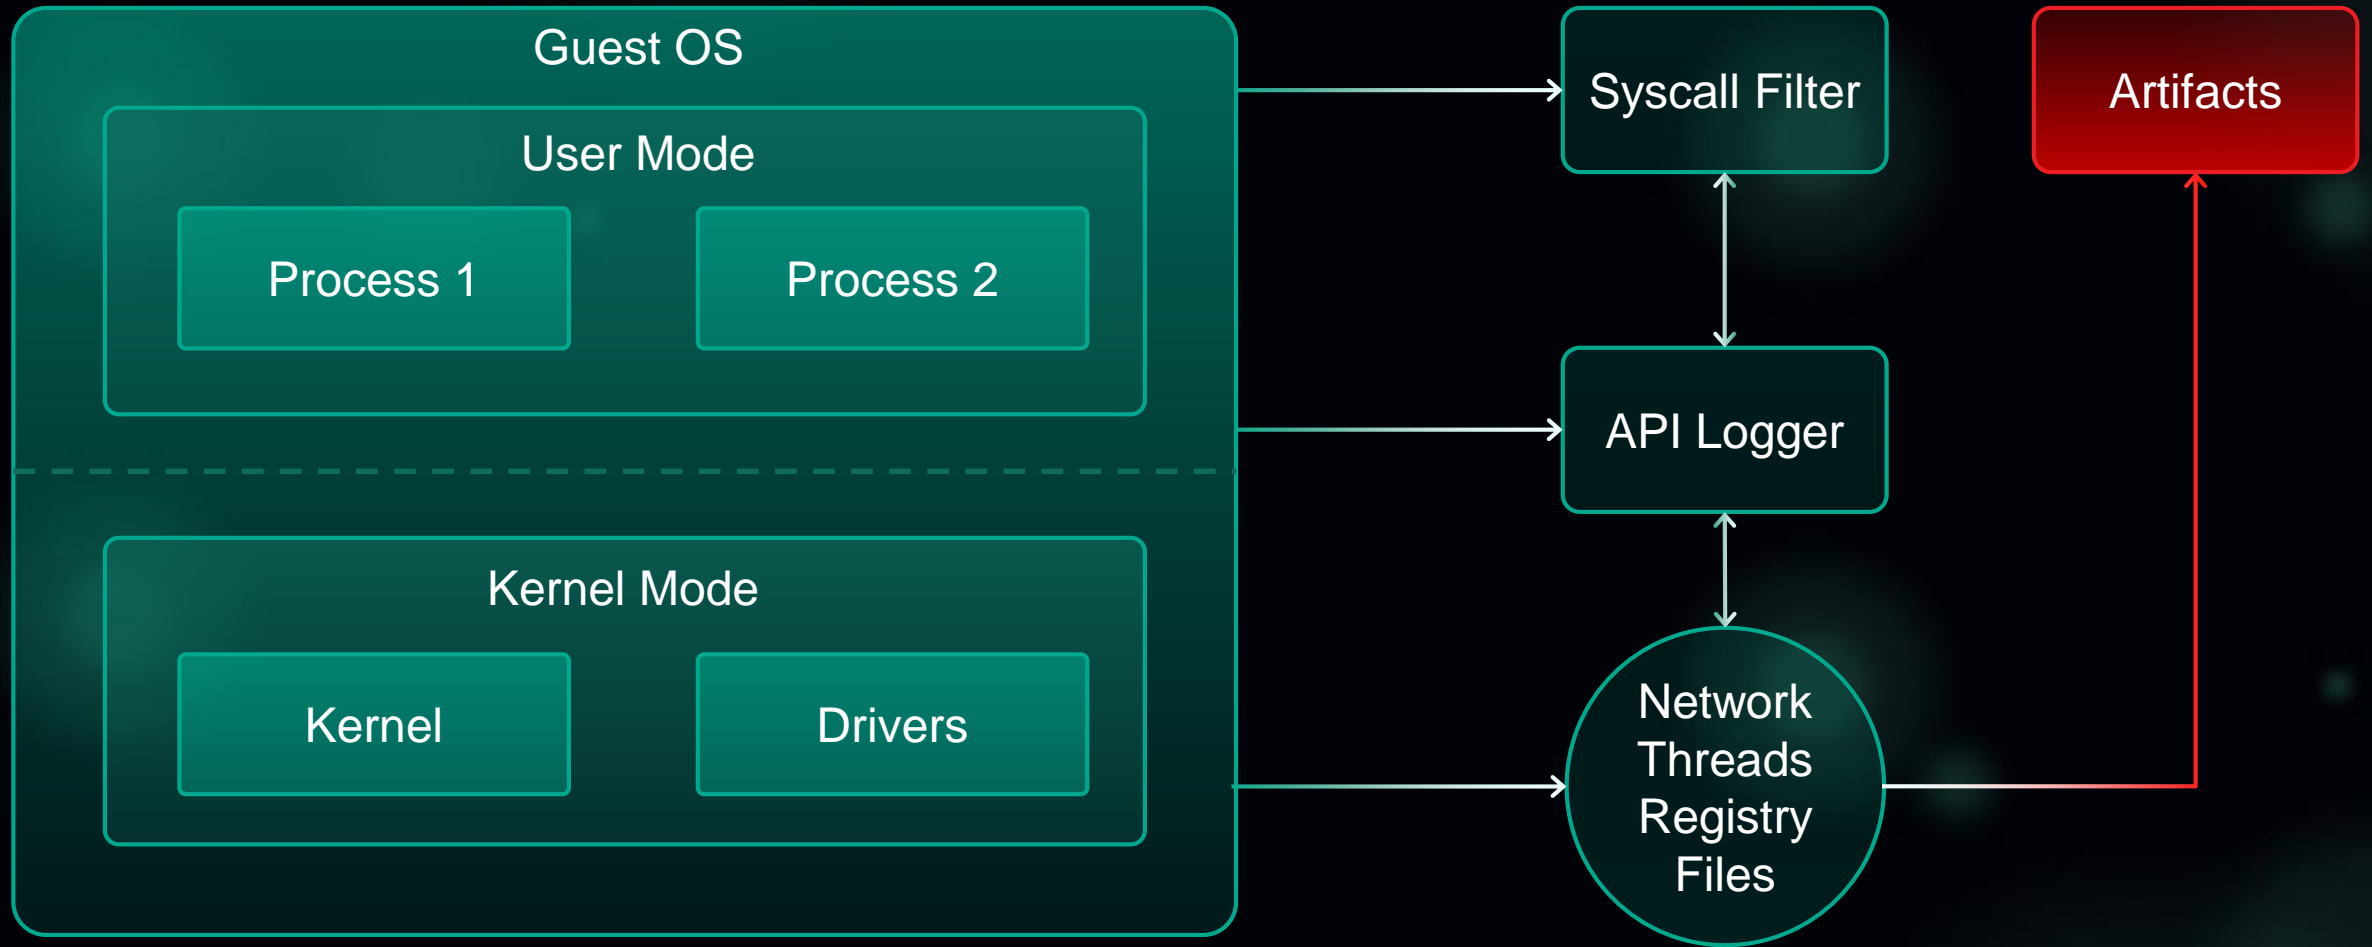 Guest OS
User Mode
Process 1
Process 2
Kernel Mode
Kernel
Drivers
Syscall Filter
API Logger
Network
Threads
Registry
Files
Artifacts